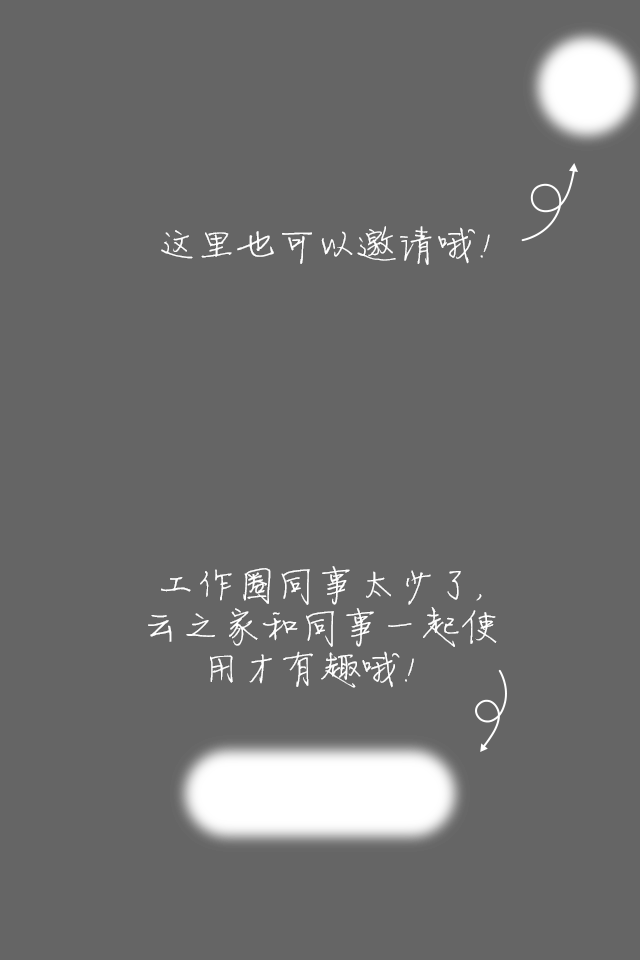 这里也可以邀请哦!
工作圈同事太少了,
云之家和同事一起使
用才有趣哦!